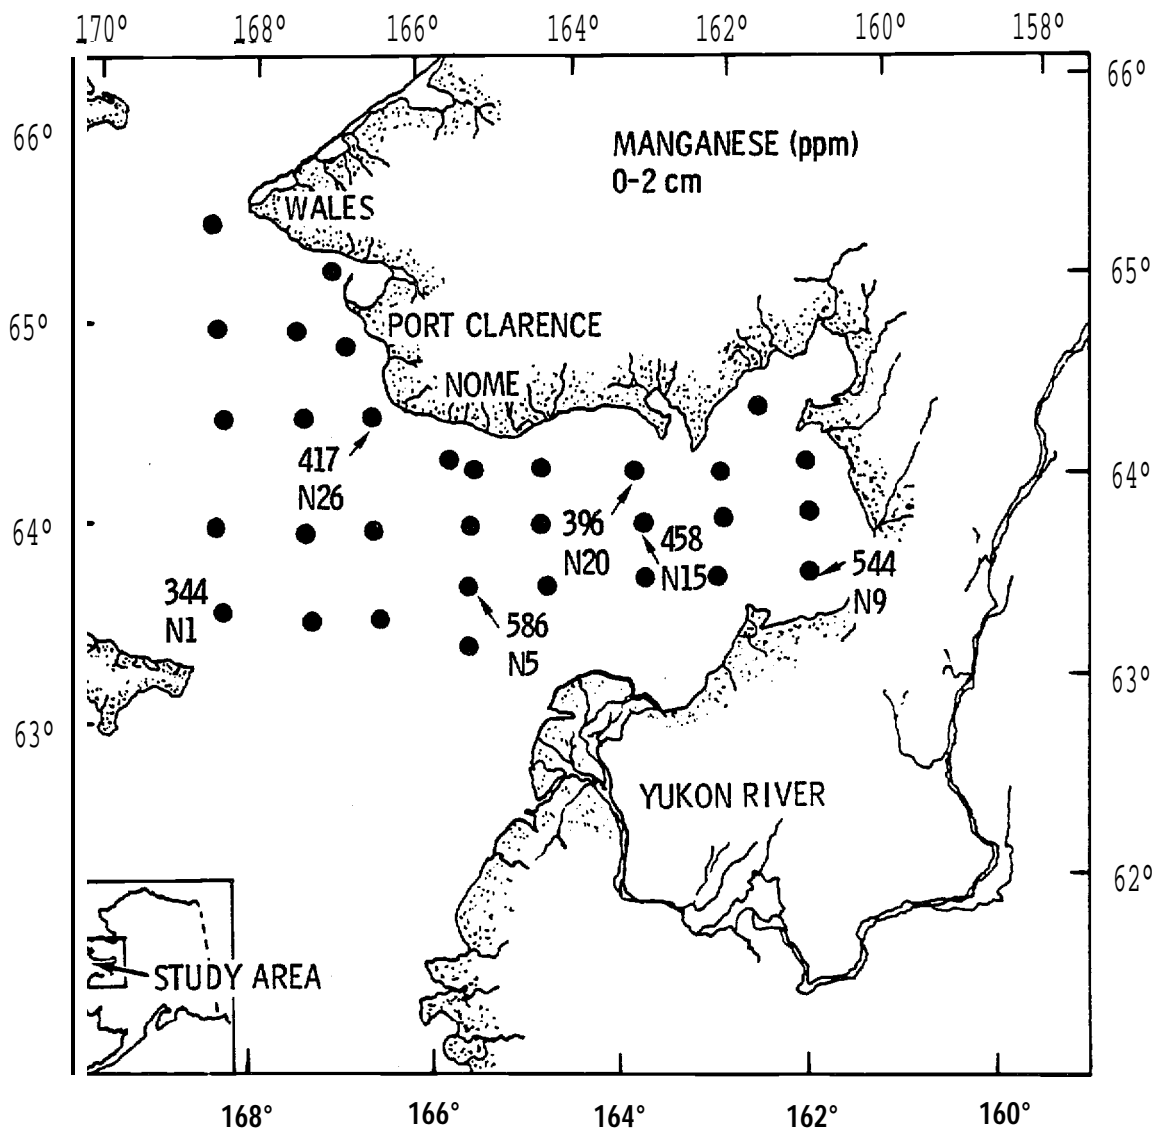 170° 168° 166° 164° 162° 160° 158°
66°
66°
MANGANESE (ppm)
0-2 cm
WALES
65°
65°
PORT CLARENCE
NOME
417
N26
64°
64°
396
N20
458
N15
544
N9
344
N1
586
N5
63°
63°
YUKON RIVER
62°
STUDY AREA
168° 166° 164° 162° 160°